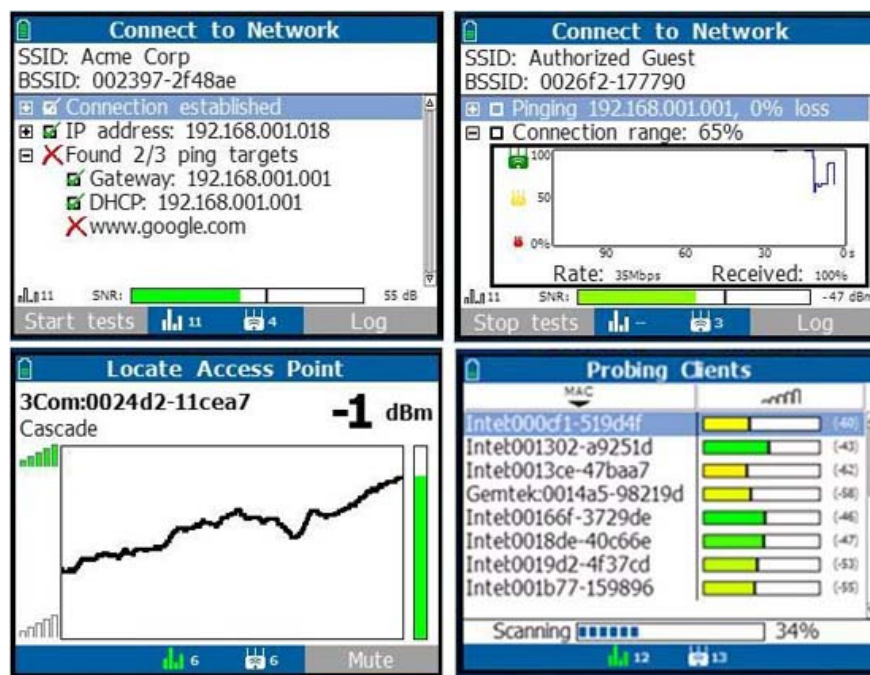 Connect to Network
SSID: Acme Corp
BSSID: 002397-2f48ae
Connection established
IP address: 192.168.001.018
Found 2/3 ping targets
Gateway: 192.168.001.001
DHCP: 192.168.001.001
www.google.com
11 SNR: 55 dB
Start tests 11 4 Log
Connect to Network
SSID: Authorized Guest
BSSID: 0026f2-177790
Pinging 192.168.001.001, 0% loss
Connection range: 65%
100
50
0%
90 60 30 0 s
Rate: 35Mbps Received: 100%
11 SNR: -47 dBm
Stop tests -- 3 Log
Locate Access Point
3Com:0024d2-11cea7
-1 dBm
Cascade
6 6 Mute
Probing Clients
MAC
Intel:000cf1-519d4f (-60)
Intel:001302-a9251d (-43)
Intel:0013ce-47baa7 (-62)
Gemtek:0014a5-98219d (-58)
Intel:00166f-3729de (-46)
Intel:0018de-40c66e (-47)
Intel:0019d2-4f37cd (-53)
Intel:001b77-159896 (-55)
Scanning 34%
12 13